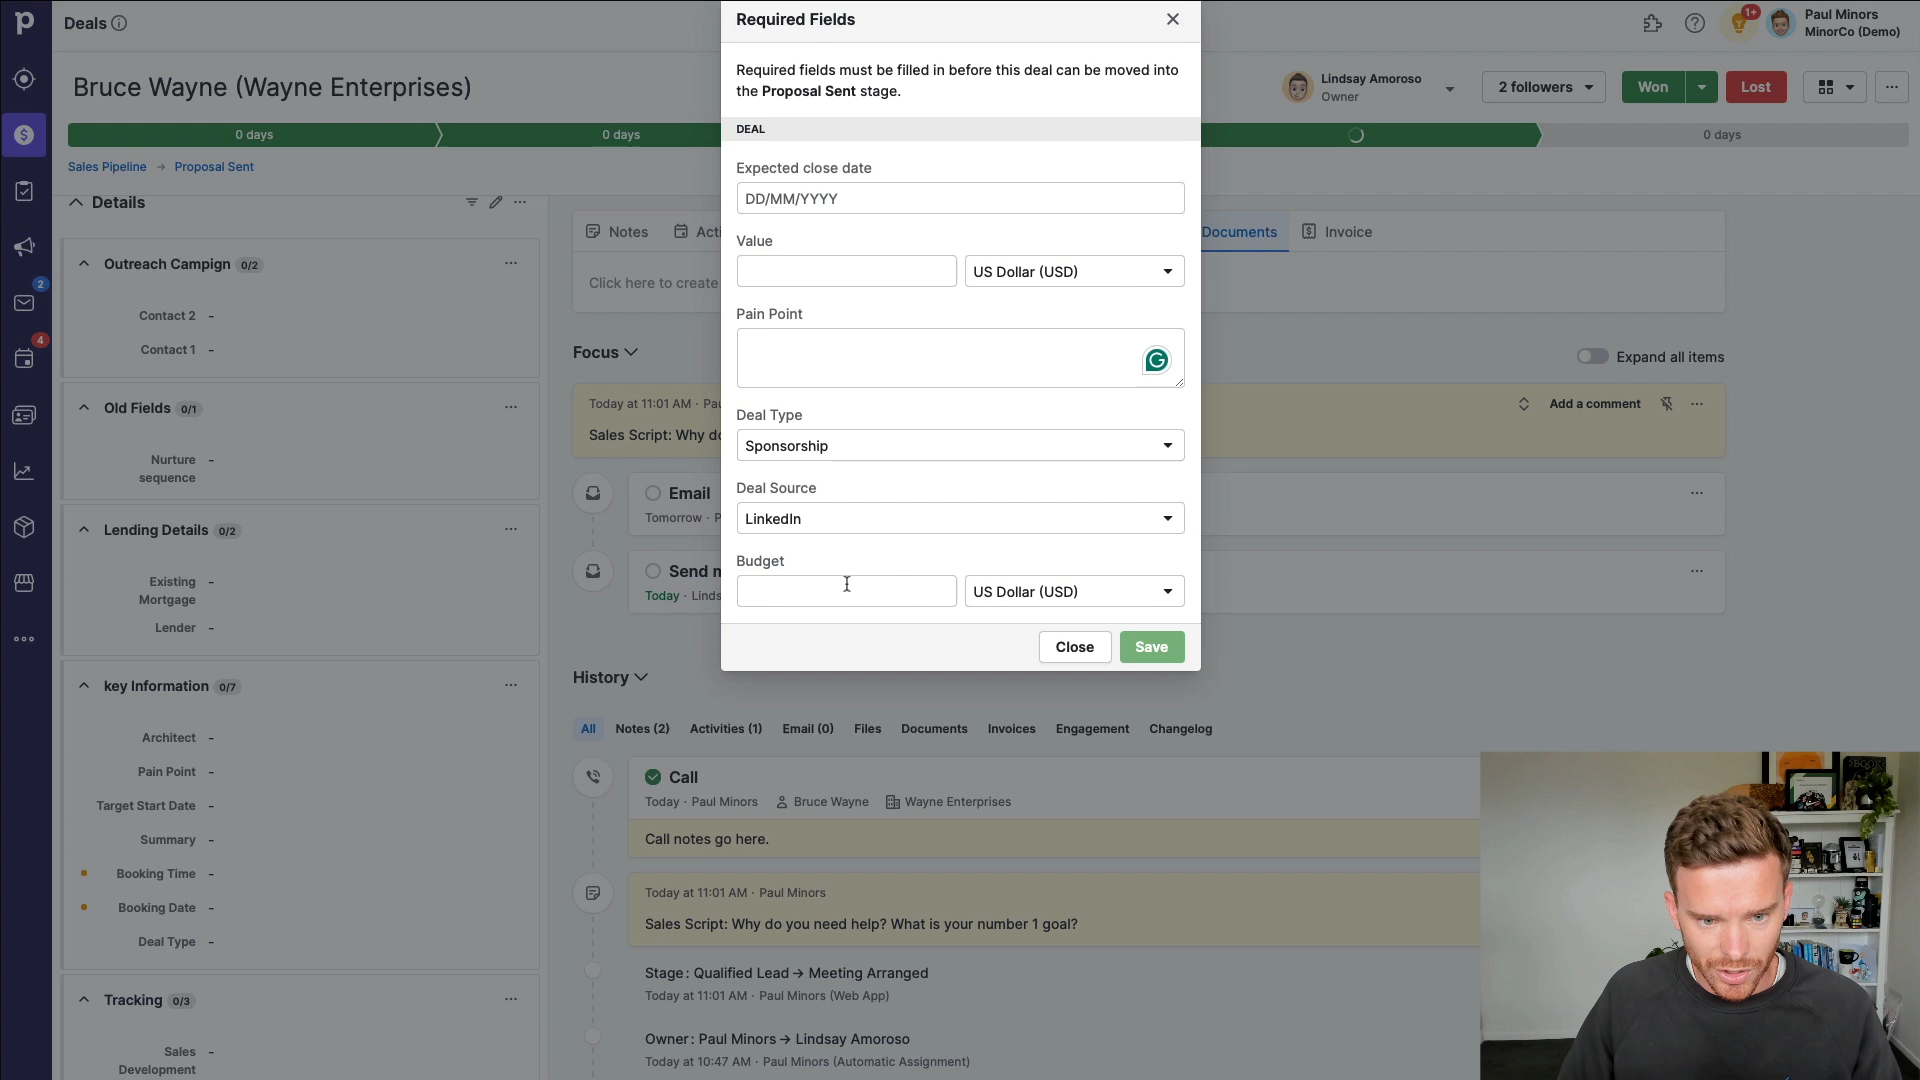 Deals
1+
Paul Minors
MinorCo (Demo)
Bruce Wayne (Wayne Enterprises)
Lindsay Amoroso
Owner
2 followers
Won
Lost
0 days
0 days
0 days
Sales Pipeline → Proposal Sent
Details
Outreach Campign 0/2
Contact 2 -
Contact 1 -
Old Fields 0/1
Nurture
sequence -
Lending Details 0/2
Existing
Mortgage -
Lender -
key Information 0/7
Architect -
Pain Point -
Target Start Date -
Summary -
Booking Time -
Booking Date -
Deal Type -
Tracking 0/3
Sales
Development -
2
4
Required Fields
Required fields must be filled in before this deal can be moved into
the Proposal Sent stage.
DEAL
Expected close date
DD/MM/YYYY
Value
US Dollar (USD)
Pain Point
Deal Type
Sponsorship
Deal Source
LinkedIn
Budget
US Dollar (USD)
Close
Save
Notes
Documents
Invoice
Click here to create
Focus
Expand all items
Today at 11:01 AM ·
Add a comment
Sales Script: Why
Email
Tomorrow ·
Send
Today ·
History
All
Notes (2)
Activities (1)
Email (0)
Files
Documents
Invoices
Engagement
Changelog
Call
Today · Paul Minors Bruce Wayne Wayne Enterprises
Call notes go here.
Today at 11:01 AM · Paul Minors
Sales Script: Why do you need help? What is your number 1 goal?
Stage: Qualified Lead → Meeting Arranged
Today at 11:01 AM · Paul Minors (Web App)
Owner: Paul Minors → Lindsay Amoroso
Today at 10:47 AM · Paul Minors (Automatic Assignment)